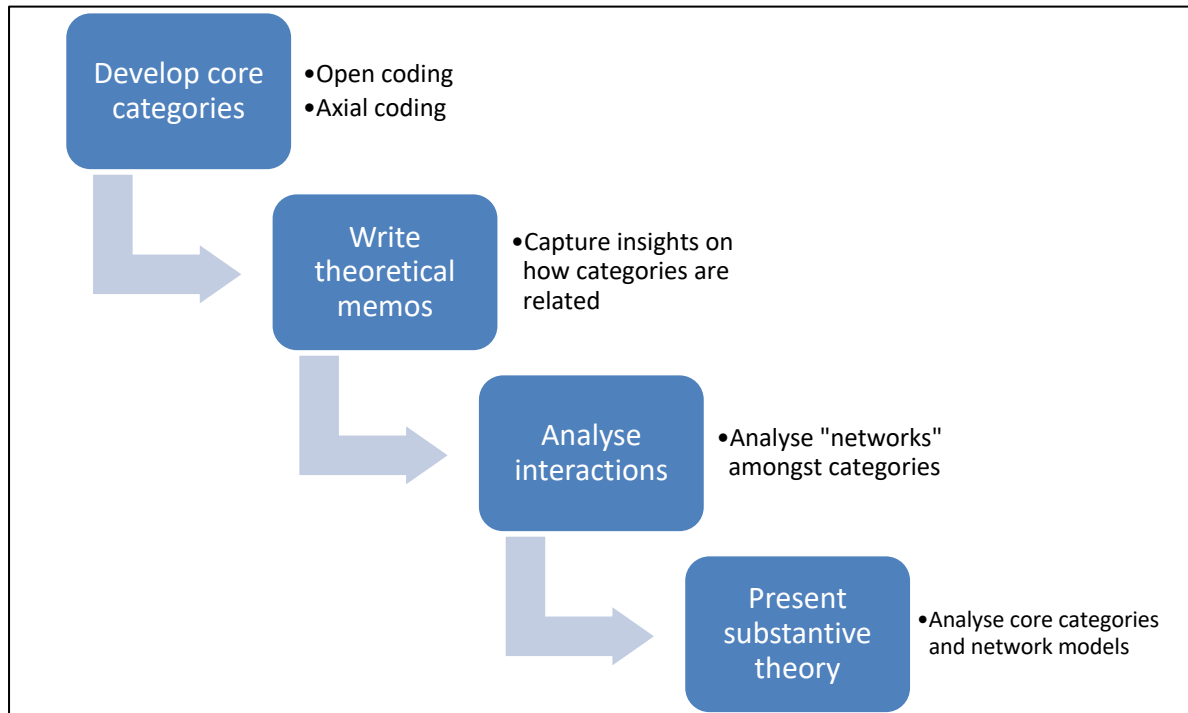 Develop core
categories
•Open coding
•Axial coding
Write
theoretical
memos
•Capture insights on
how categories are
related
Analyse
interactions
•Analyse "networks"
amongst categories
Present
substantive
theory
•Analyse core categories
and network models